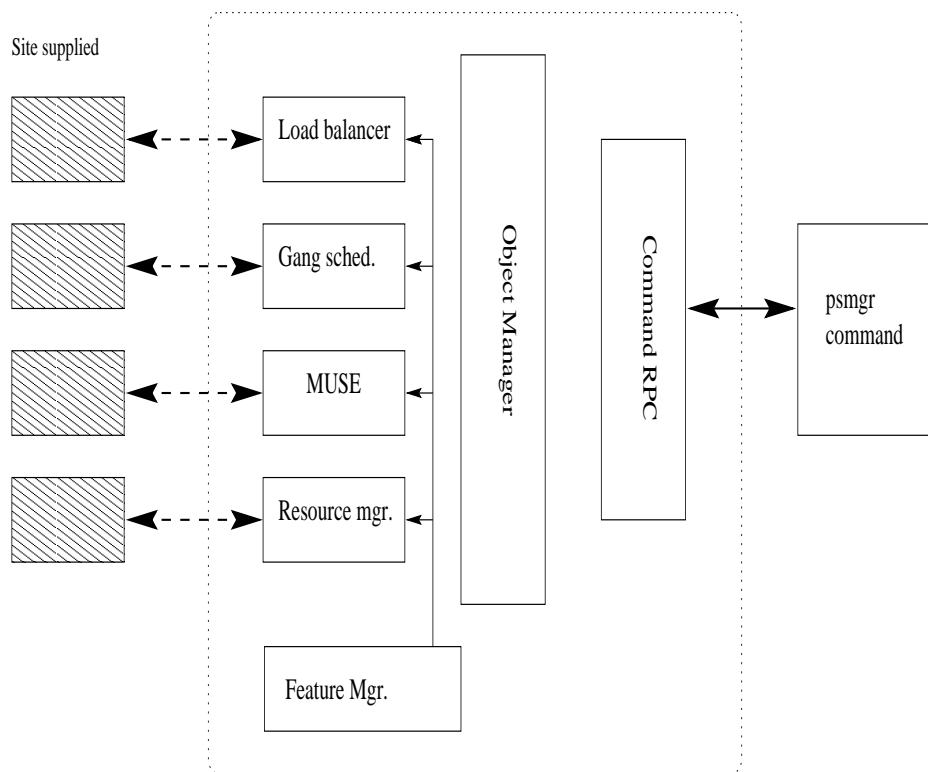 Site supplied
Load balancer
Gang sched.
MUSE
Resource mgr.
Feature Mgr.
Object Manager
Command RPC
psmgr
command